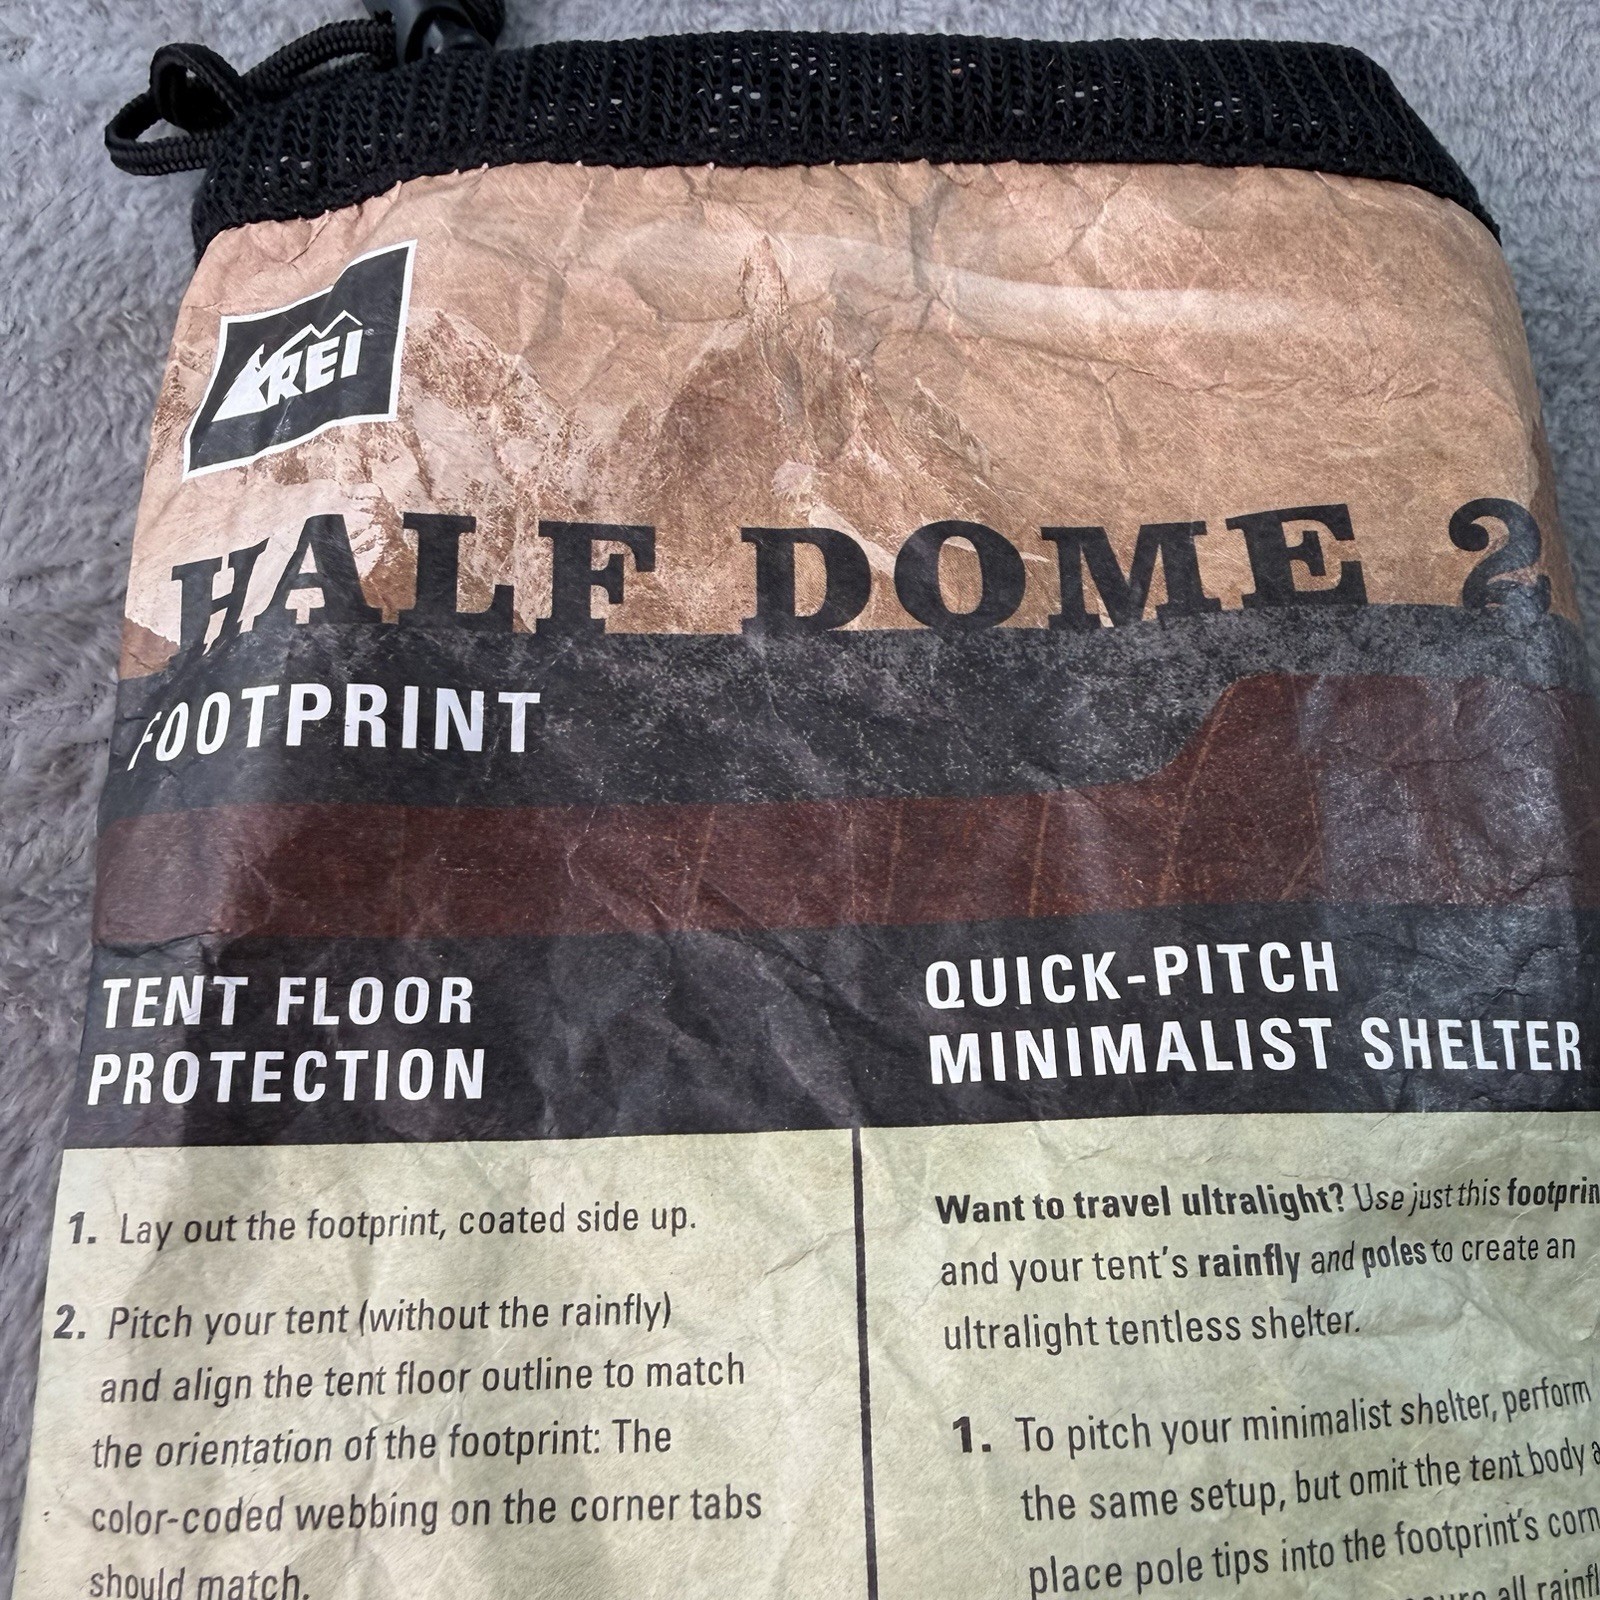 REI
HALF DOME 2
FOOTPRINT
TENT FLOOR
PROTECTION
1. Lay out the footprint, coated side up.
2. Pitch your tent (without the rainfly)
and align the tent floor outline to match
the orientation of the footprint: The
color-coded webbing on the corner tabs
should match.
QUICK-PITCH
MINIMALIST SHELTER
Want to travel ultralight? Use just this
and your tent's rainfly and poles to create an
ultralight tentless shelter.
1. To pitch your minimalist shelter, perform
the same setup, but omit the tent body
place pole tips into the footprint's
all